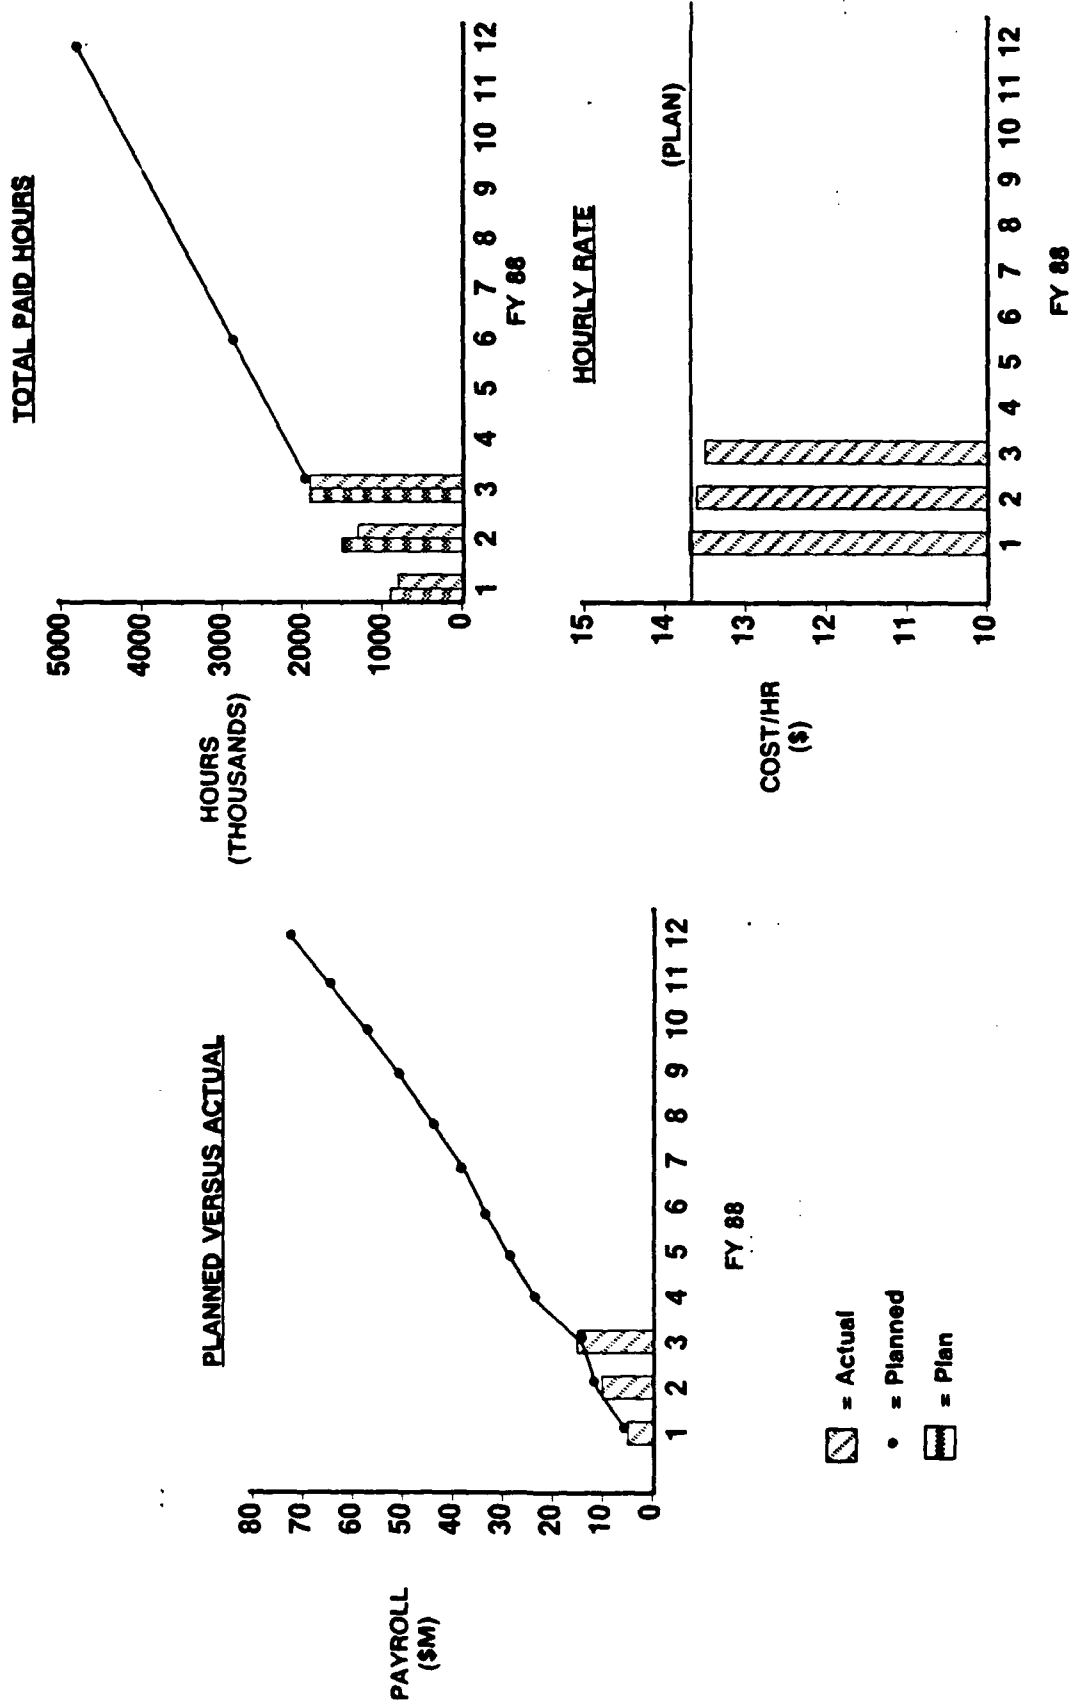 PLANNED VERSUS ACTUAL
PAYROLL
($M)
80
70
60
50
40
30
20
10
0
1 2 3 4 5 6 7 8 9 10 11 12
FY 88
= Actual
= Planned
= Plan
TOTAL PAID HOURS
HOURS
(THOUSANDS)
5000
4000
3000
2000
1000
0
1 2 3 4 5 6 7 8 9 10 11 12
FY 88
HOURLY RATE
COST/HR
($)
15
14
13
12
11
10
(PLAN)
1 2 3 4 5 6 7 8 9 10 11 12
FY 88